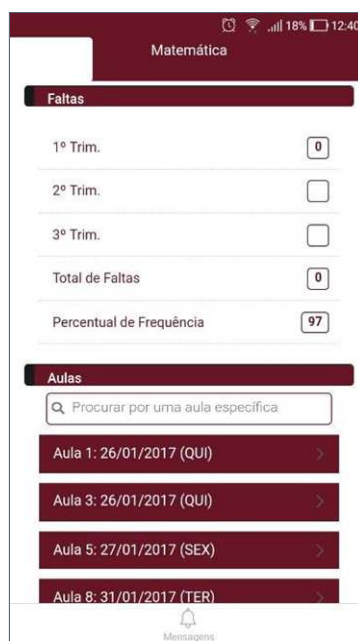 18% 12:40
Matemática
Faltas
1º Trim. 0
2º Trim.
3º Trim.
Total de Faltas 0
Percentual de Frequência 97
Aulas
Procurar por uma aula específica
Aula 1: 26/01/2017 (QUI)
Aula 3: 26/01/2017 (QUI)
Aula 5: 27/01/2017 (SEX)
Aula 8: 31/01/2017 (TER)
Mensagens